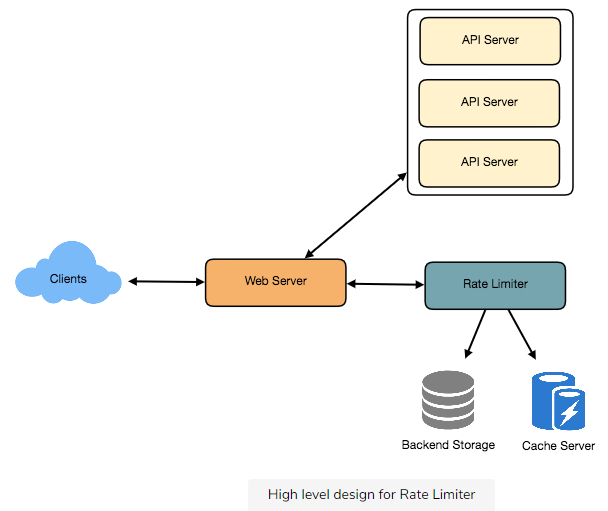 API Server
API Server
API Server
Clients
Web Server
Rate Limiter
Backend Storage
Cache Server
High level design for Rate Limiter